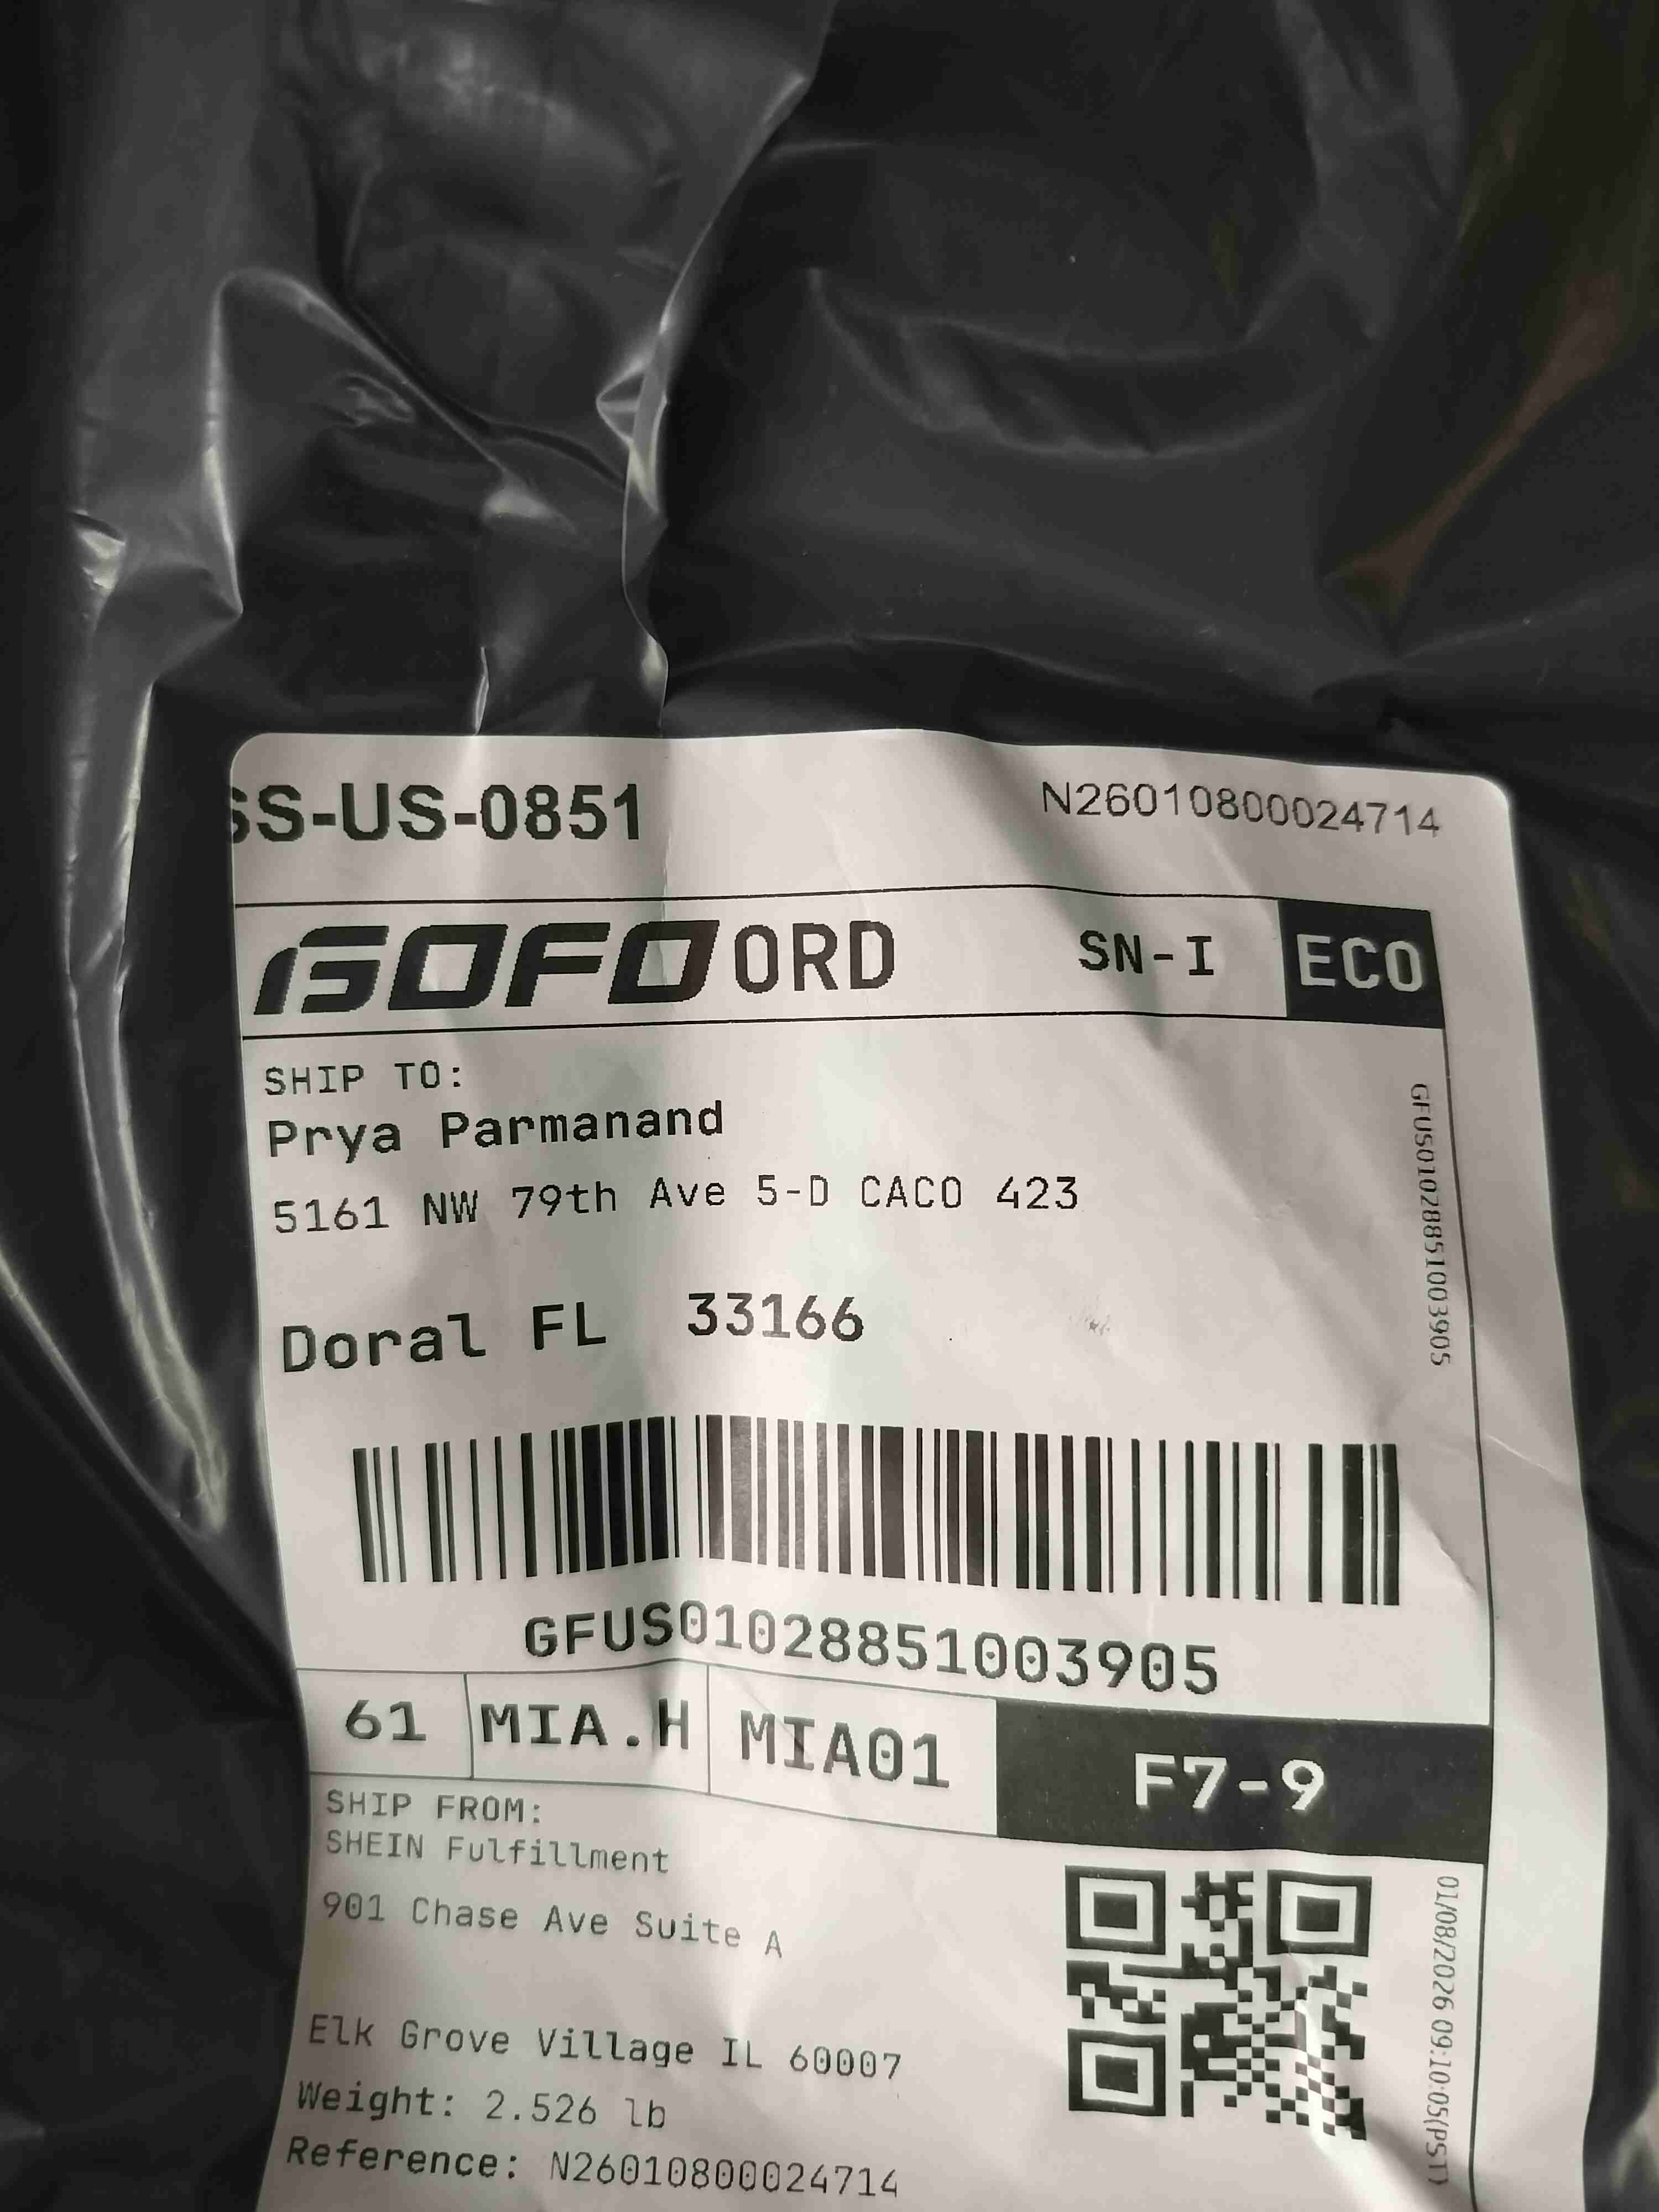 SS-US-0851
N26010800024714
GOFO ORD SN-I ECO
SHIP TO:
Prya Parmanand
5161 NW 79th Ave 5-D CACO 423
Doral FL 33166
GFUS01028851003905
GFUS01028851003905
61 MIA.H MIA01 F7-9
SHIP FROM:
SHEIN Fulfillment
901 Chase Ave Suite A
Elk Grove Village IL 60007
Weight: 2.526 lb
Reference: N26010800024714
01/08/2026 09:10:05(PST)